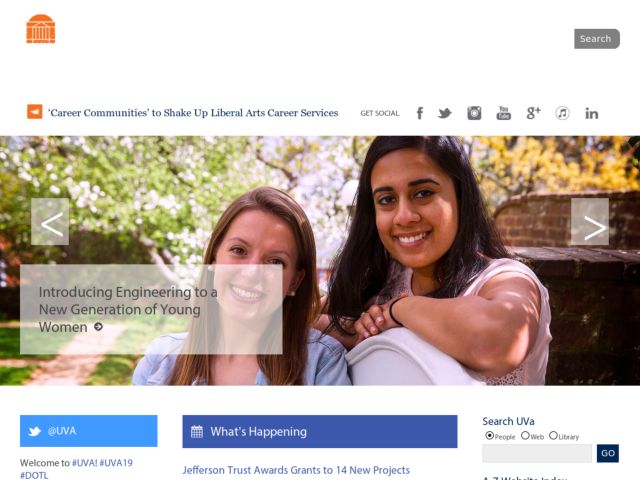 Search
‘Career Communities’ to Shake Up Liberal Arts Career Services
GET SOCIAL
You
Tube
Introducing Engineering to a
New Generation of Young
Women
@UVA
Welcome to #UVA! #UVA19
#DOTL
What's Happening
Jefferson Trust Awards Grants to 14 New Projects
Search UVa
People Web Library
GO
A-Z Website Index